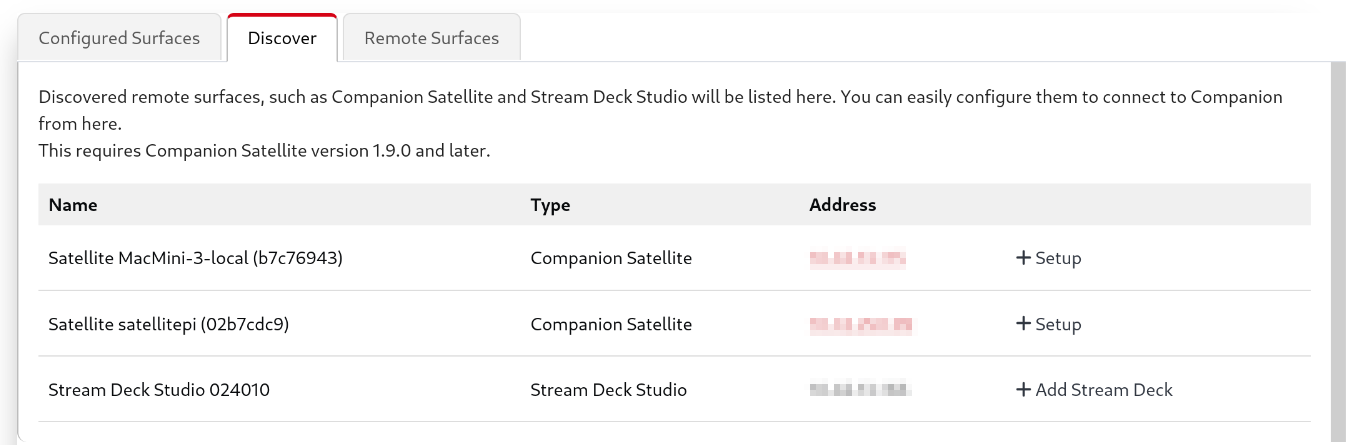 Configured Surfaces Discover Remote Surfaces
Discovered remote surfaces, such as Companion Satellite and Stream Deck Studio will be listed here. You can easily configure them to connect to Companion
from here.
This requires Companion Satellite version 1.9.0 and later.
Name Type Address
Satellite MacMini-3-local (b7c76943) Companion Satellite + Setup
Satellite satellitepi (02b7cdc9) Companion Satellite + Setup
Stream Deck Studio 024010 Stream Deck Studio + Add Stream Deck